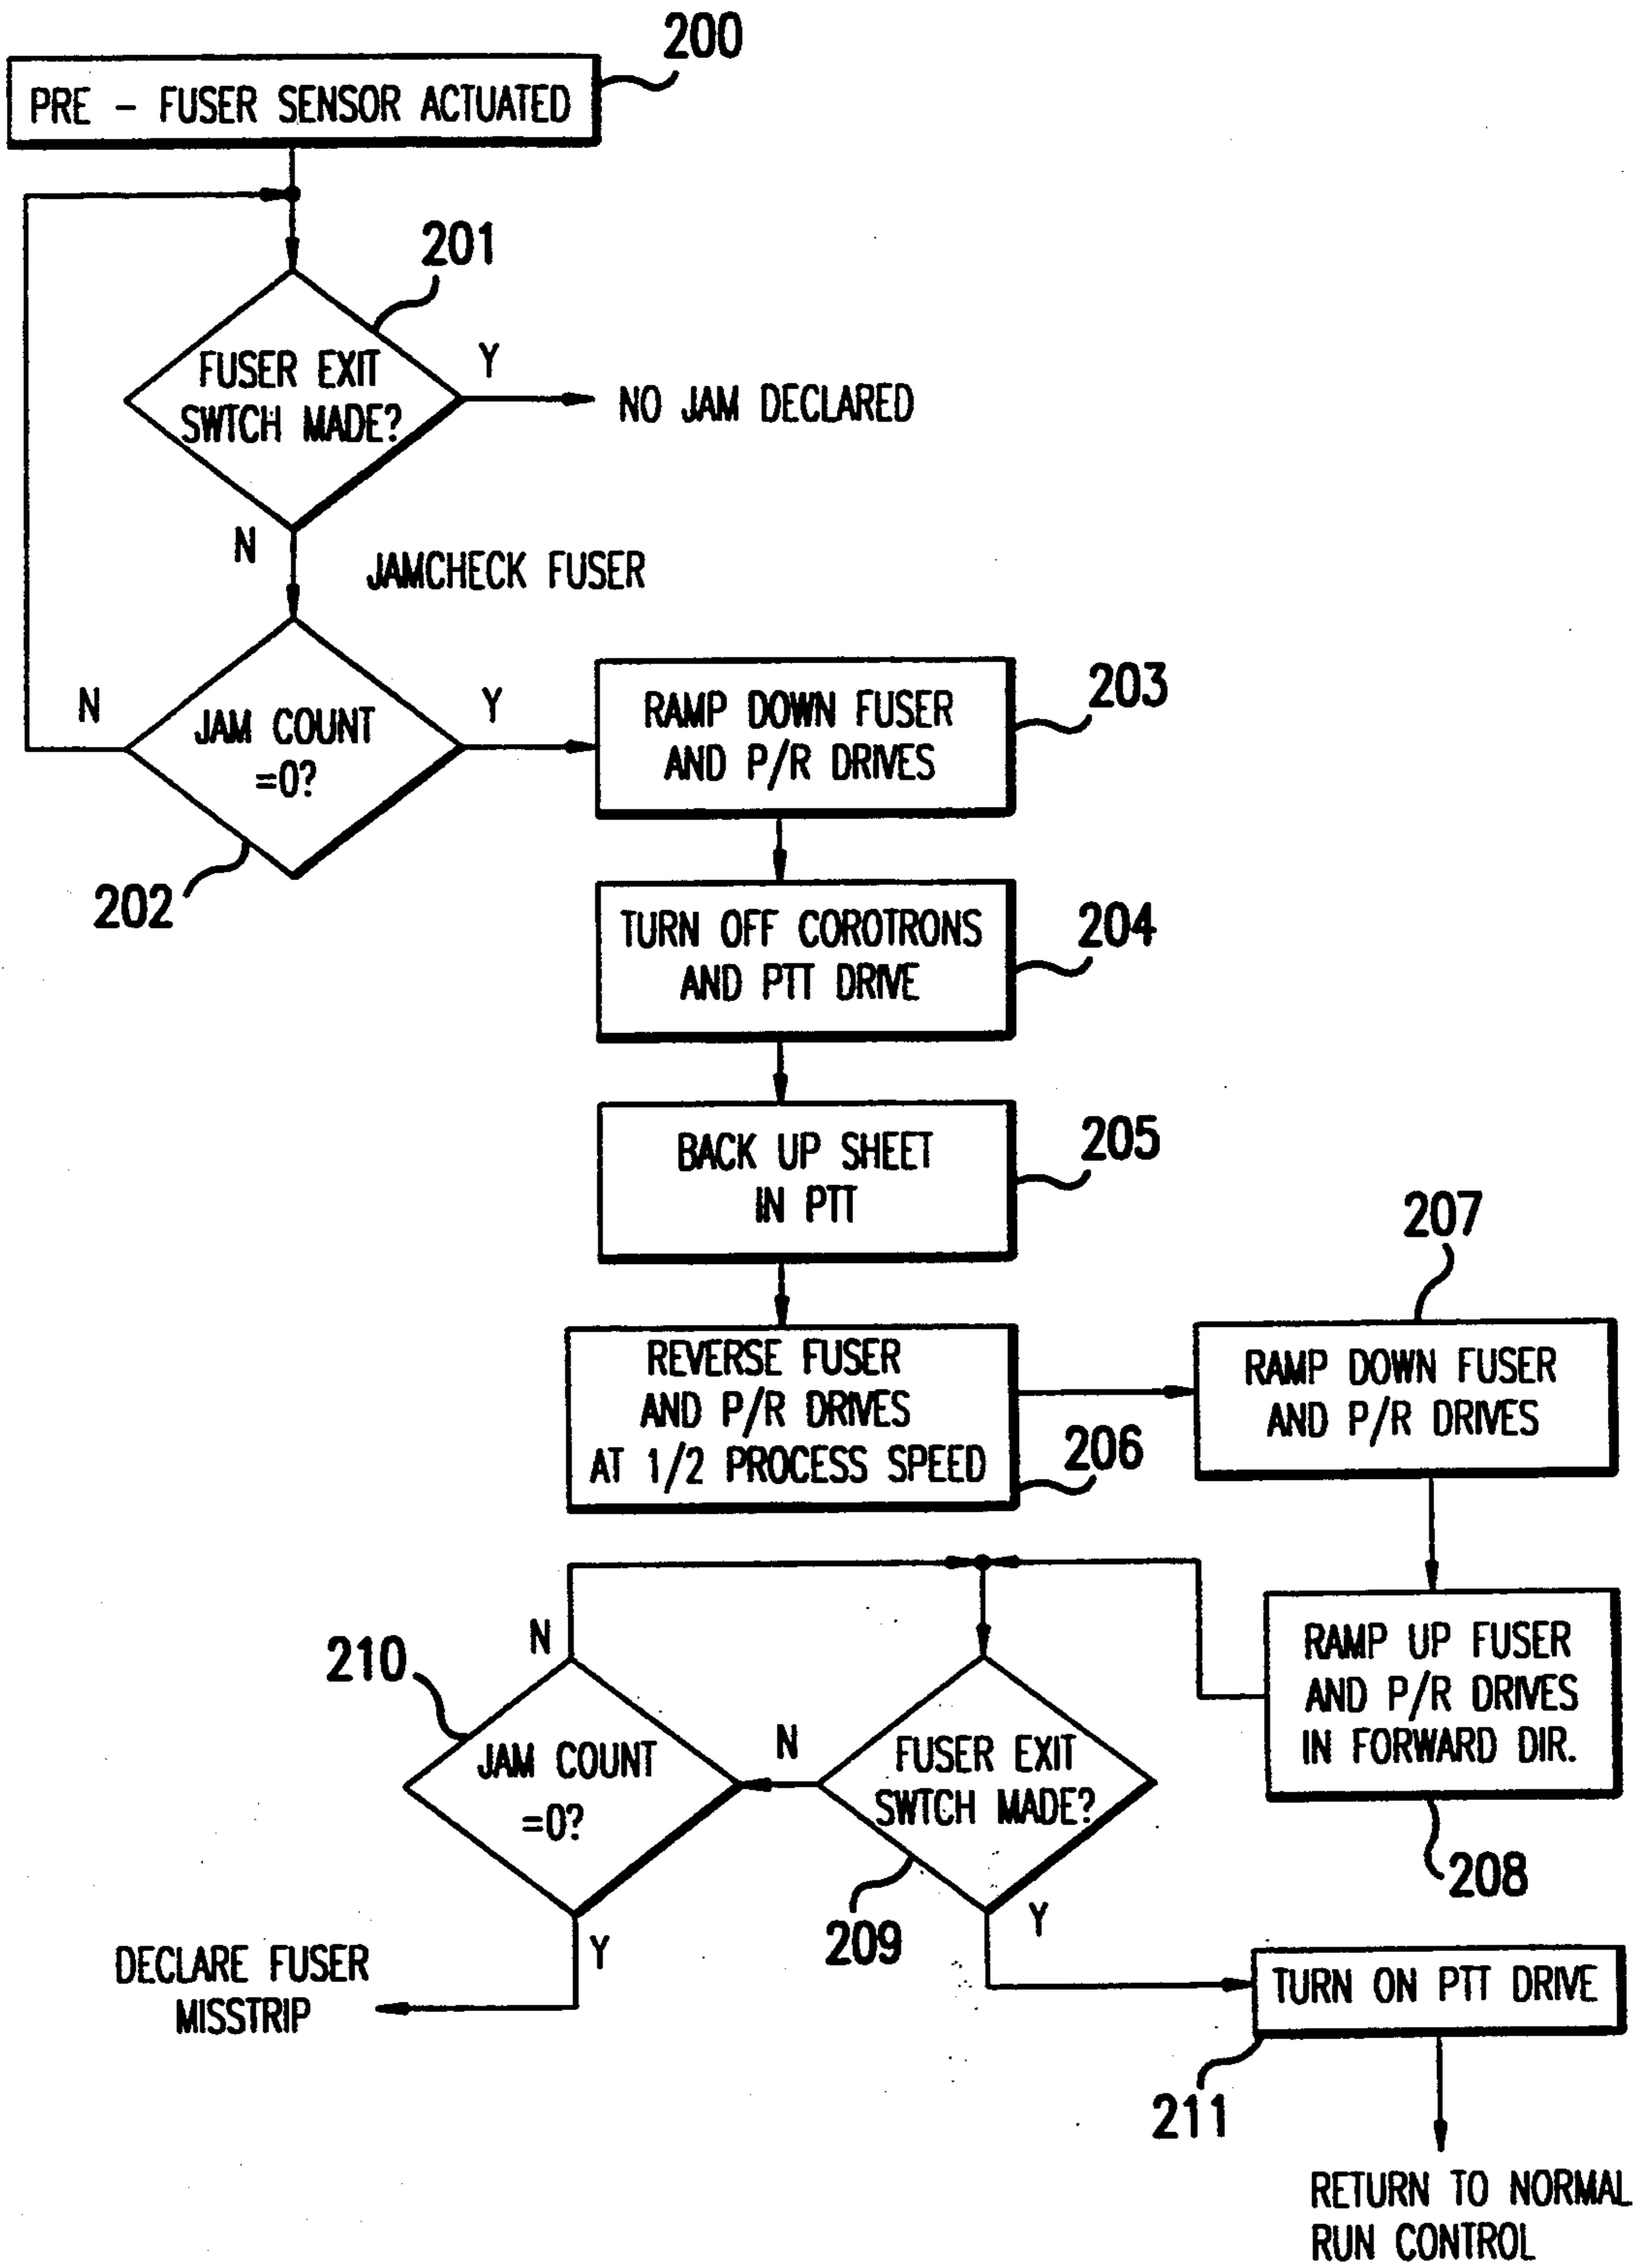 200
PRE - FUSER SENSOR ACTUATED
201
FUSER EXIT
SWTCH MADE?
Y
NO JAM DECLARED
N
JAMCHECK FUSER
JAM COUNT
=0?
N
Y
202
RAMP DOWN FUSER
AND P/R DRIVES
203
TURN OFF COROTRONS
AND PTT DRIVE
204
BACK UP SHEET
IN PTT
205
REVERSE FUSER
AND P/R DRIVES
AT 1/2 PROCESS SPEED
206
207
RAMP DOWN FUSER
AND P/R DRIVES
RAMP UP FUSER
AND P/R DRIVES
IN FORWARD DIR.
208
FUSER EXIT
SWTCH MADE?
N
Y
209
210
N
JAM COUNT
=0?
Y
DECLARE FUSER
MISSTRIP
TURN ON PTT DRIVE
211
RETURN TO NORMAL
RUN CONTROL